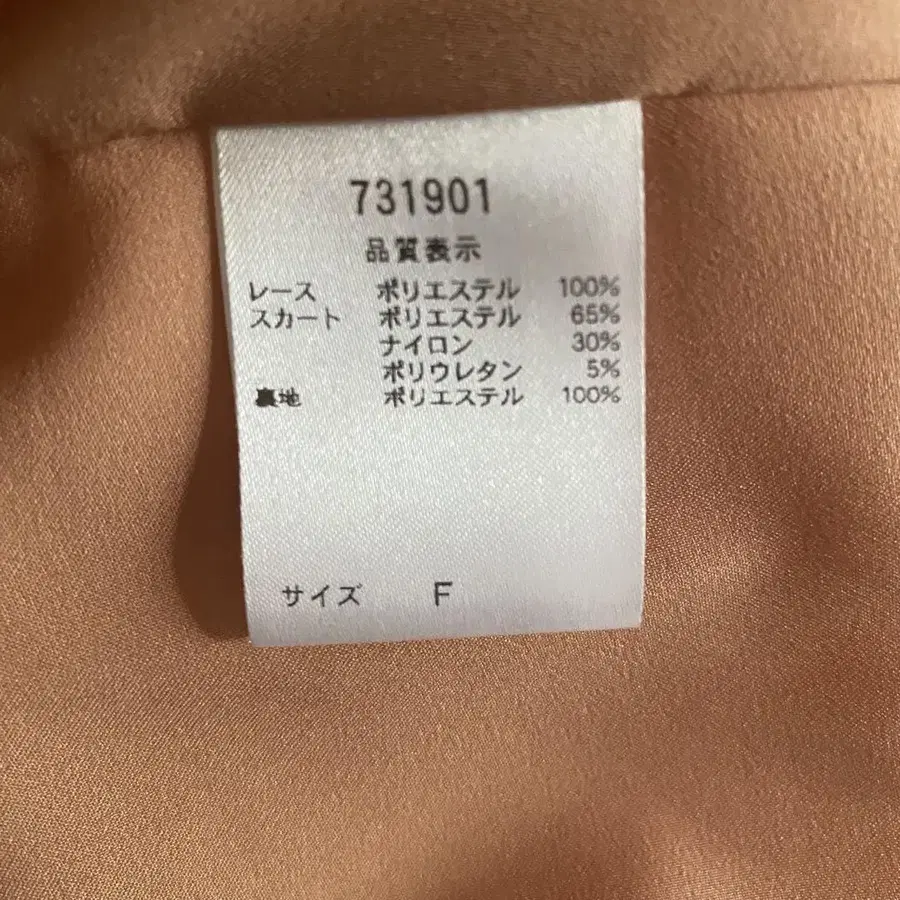 731901
品質表示
レース ポリエステル 100%
スカート ポリエステル 65%
ナイロン 30%
ポリウレタン 5%
裏地 ポリエステル 100%
サイズ F